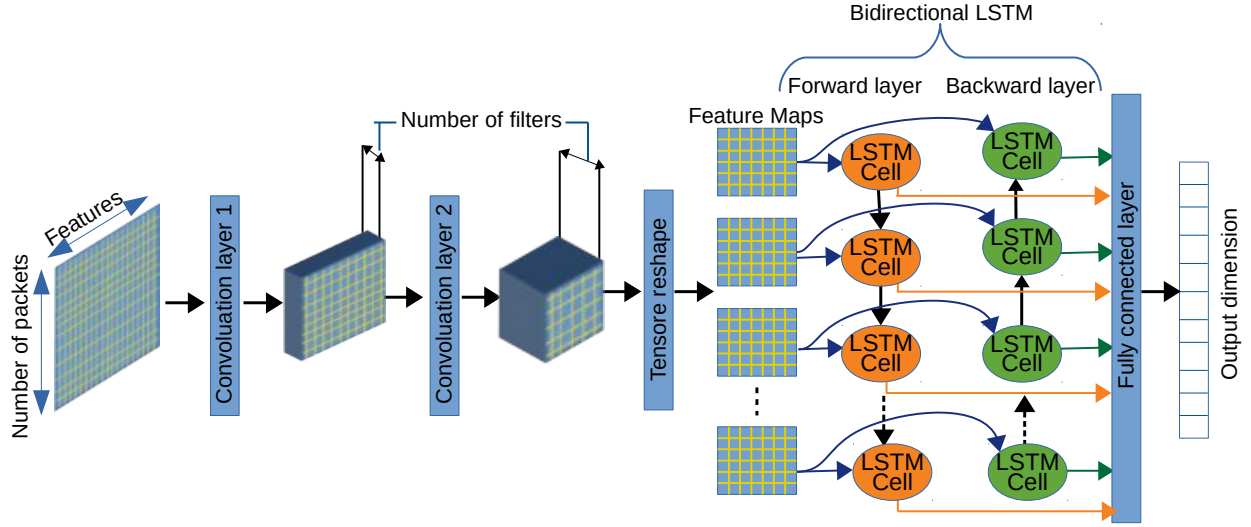 Bidirectional LSTM
Forward layer
Backward layer
Number of filters
Feature Maps
Features
Number of packets
Convoluation layer 1
Convoluation layer 2
Tensore reshape
LSTM
Cell
LSTM
Cell
LSTM
Cell
LSTM
Cell
LSTM
Cell
LSTM
Cell
LSTM
Cell
LSTM
Cell
Fully connected layer
Output dimension